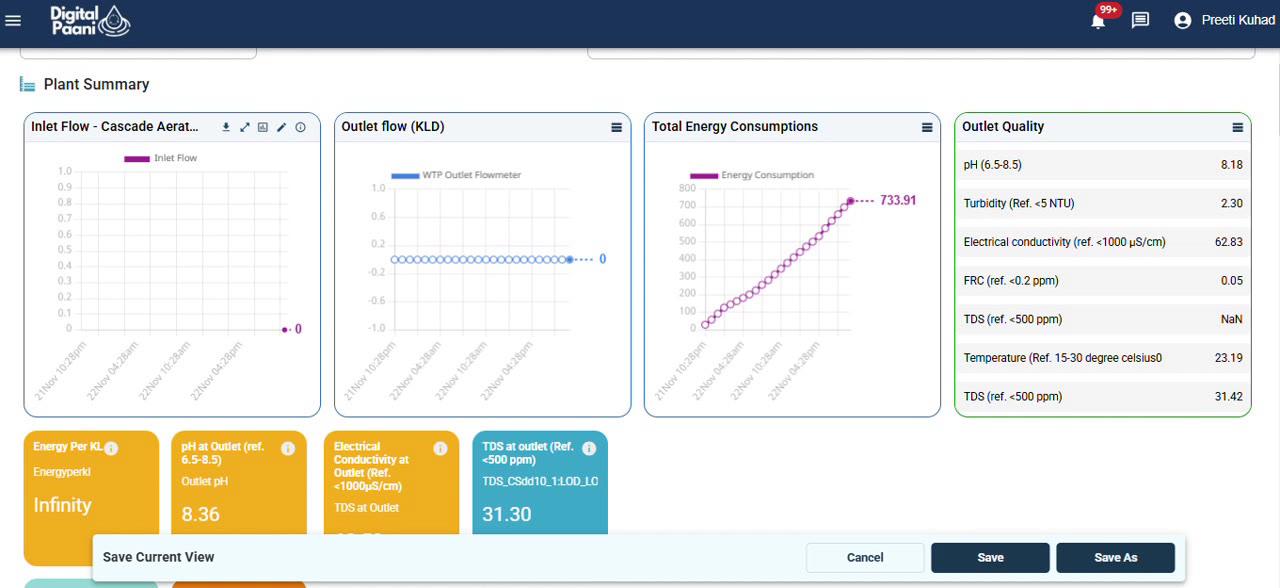 Digital
Paani
99+
Preeti Kuhad
Plant Summary
Inlet Flow - Cascade Aerat...
Inlet Flow
1.0
0.9
0.8
0.7
0.6
0.5
0.4
0.3
0.2
0.1
0
0
21Nov 10:28pm
22Nov 04:28am
22Nov 10:28am
22Nov 04:28pm
Outlet flow (KLD)
WTP Outlet Flowmeter
1.0
0.6
0.2
-0.2
-0.6
-1.0
0
21Nov 10:28pm
22Nov 04:28am
22Nov 10:28am
22Nov 04:28pm
Total Energy Consumptions
Energy Consumption
800
700
600
500
400
300
200
100
0
733.91
21Nov 10:28pm
22Nov 04:28am
22Nov 10:28am
22Nov 04:28pm
Outlet Quality
pH (6.5-8.5) 8.18
Turbidity (Ref. <5 NTU) 2.30
Electrical conductivity (ref. <1000 µS/cm) 62.83
FRC (ref. <0.2 ppm) 0.05
TDS (ref. <500 ppm) NaN
Temperature (Ref. 15-30 degree celsius0 23.19
TDS (ref. <500 ppm) 31.42
Energy Per KL
Energyperkl
Infinity
pH at Outlet (ref.
6.5-8.5)
Outlet pH
8.36
Electrical
Conductivity at
Outlet (Ref.
<1000µS/cm)
TDS at Outlet
TDS at outlet (Ref.
<500 ppm)
TDS_CSdd10_1:LOD_LC
31.30
Save Current View
Cancel
Save
Save As